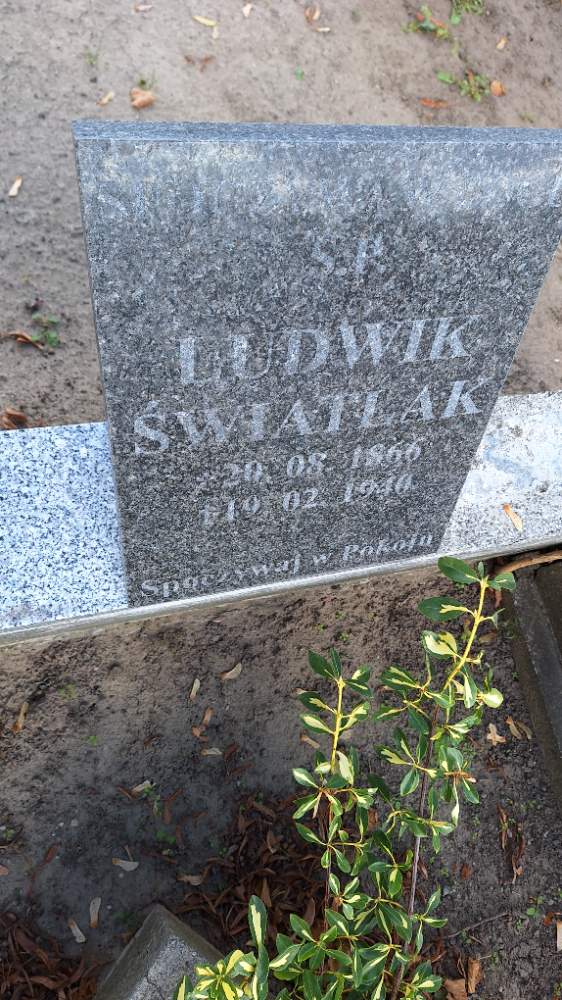 Ś.P.
LUDWIK
ŚWIATLAK
* 20 08 1866
† 19 02 1940
Spoczywaj w Pokoju